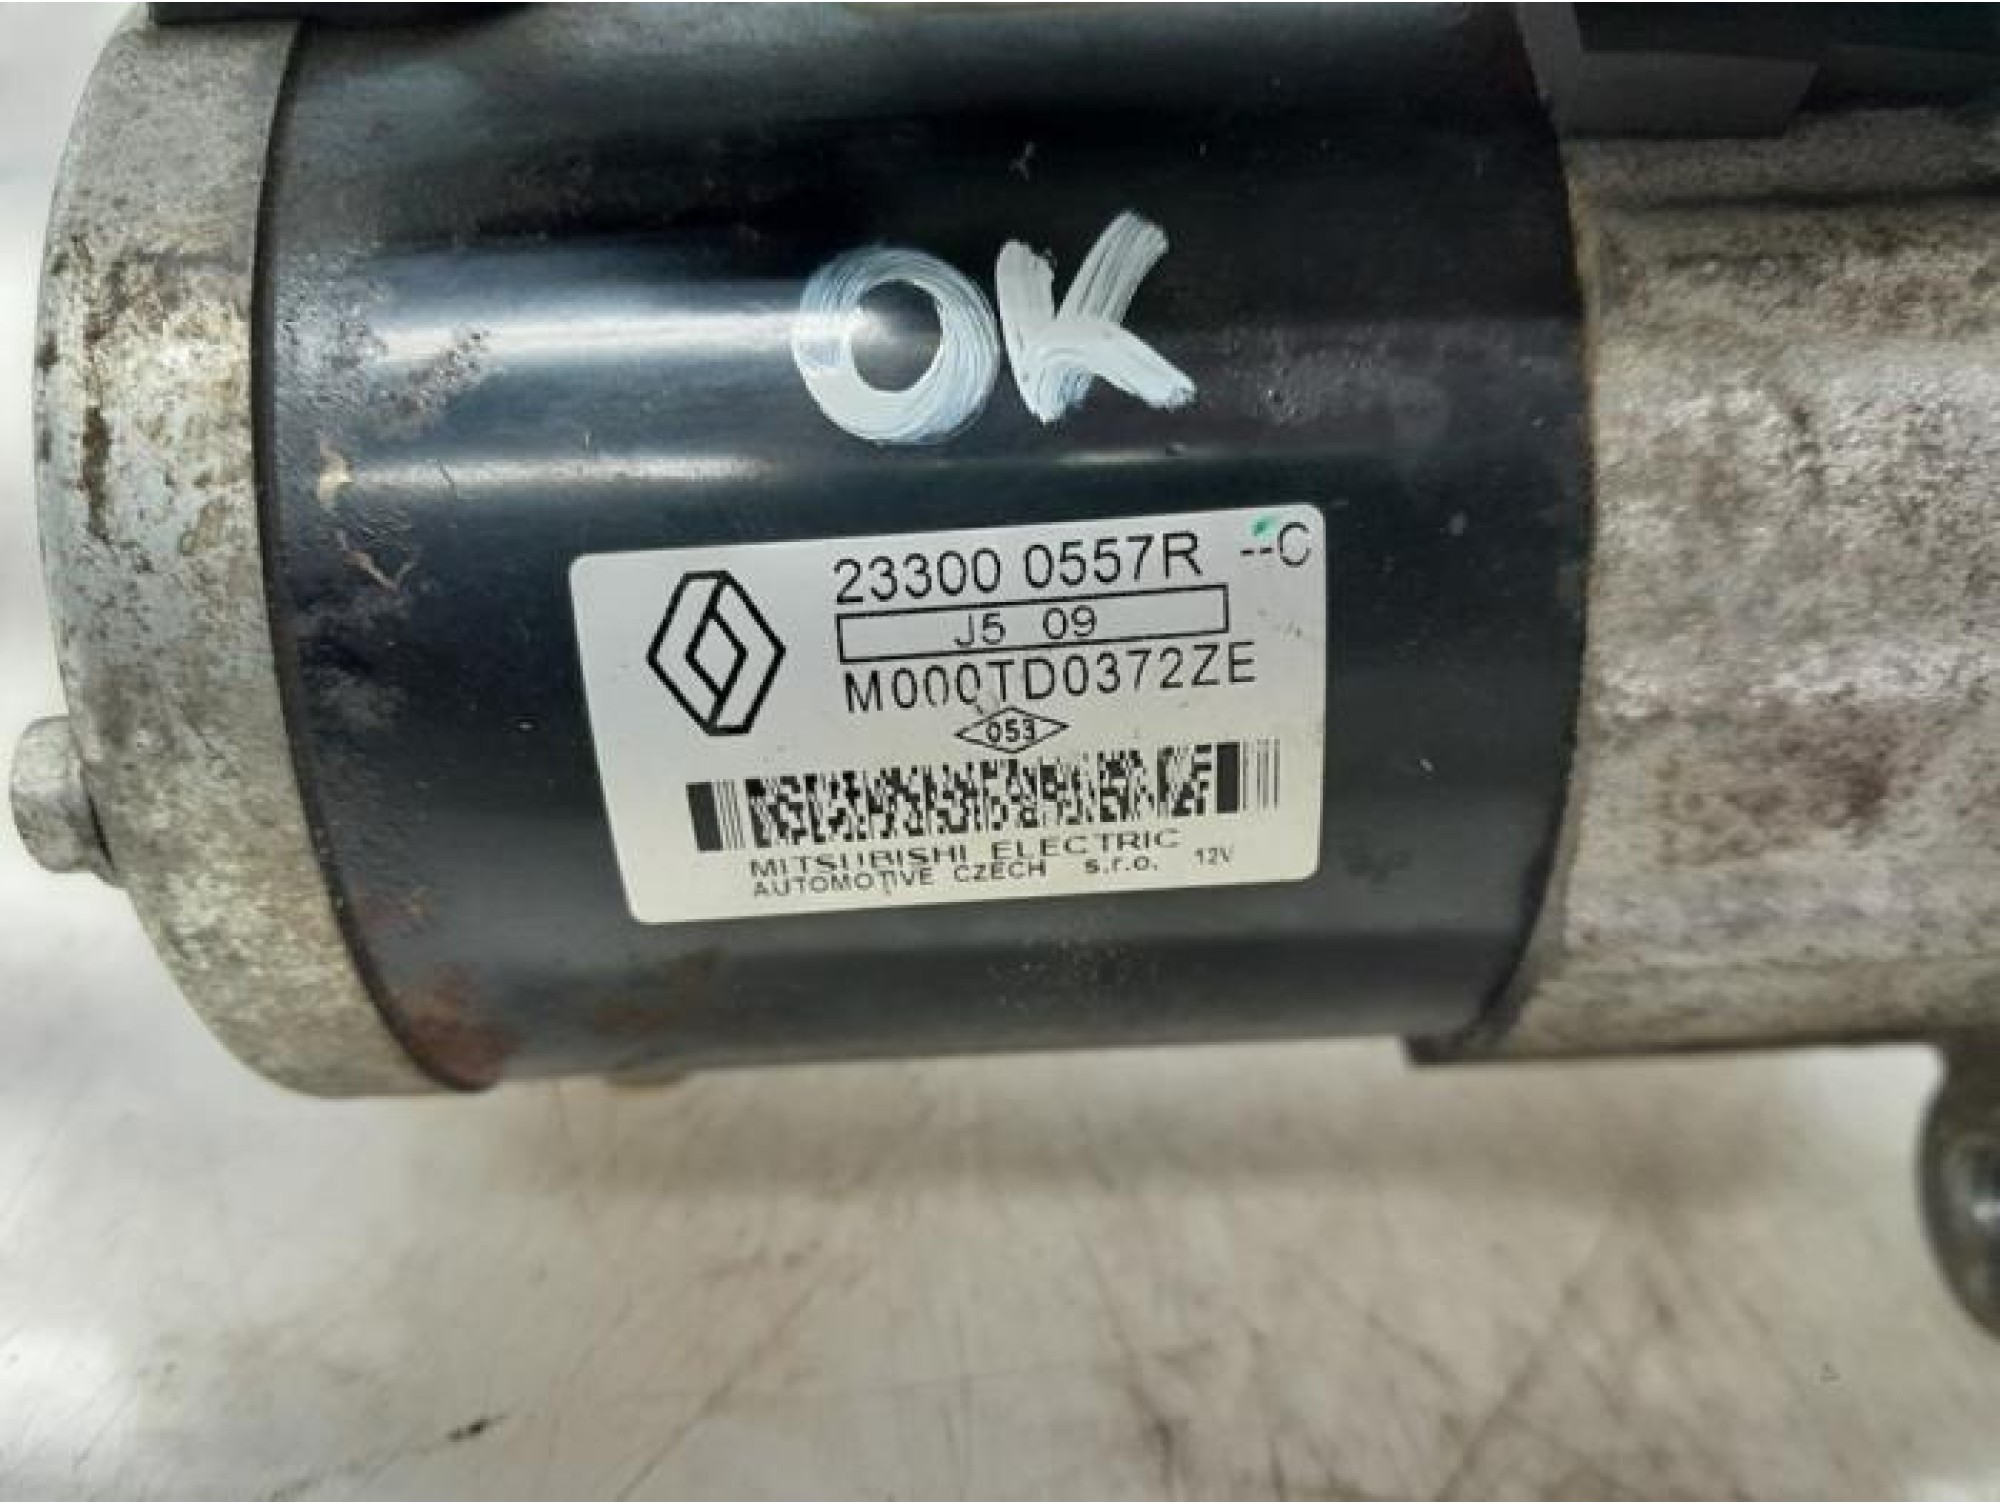 OK
23300 0557R --C
J5 09
M000TD0372ZE
053
MITSUBISHI ELECTRIC
AUTOMOTIVE CZECH s.r.o. 12V